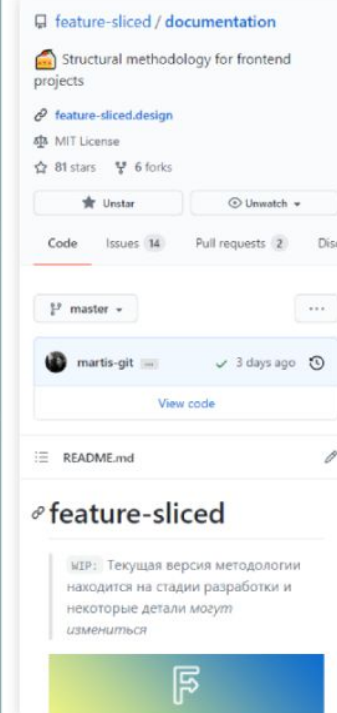 feature-sliced / documentation
Structural methodology for frontend
projects
feature-sliced.design
MIT License
81 stars 6 forks
Unstar Unwatch
Code Issues 14 Pull requests 2
master ...
martis-git ... 3 days ago
View code
README.md
feature-sliced
WIP: Текущая версия методологии
находится на стадии разработки и
некоторые детали могут
измениться